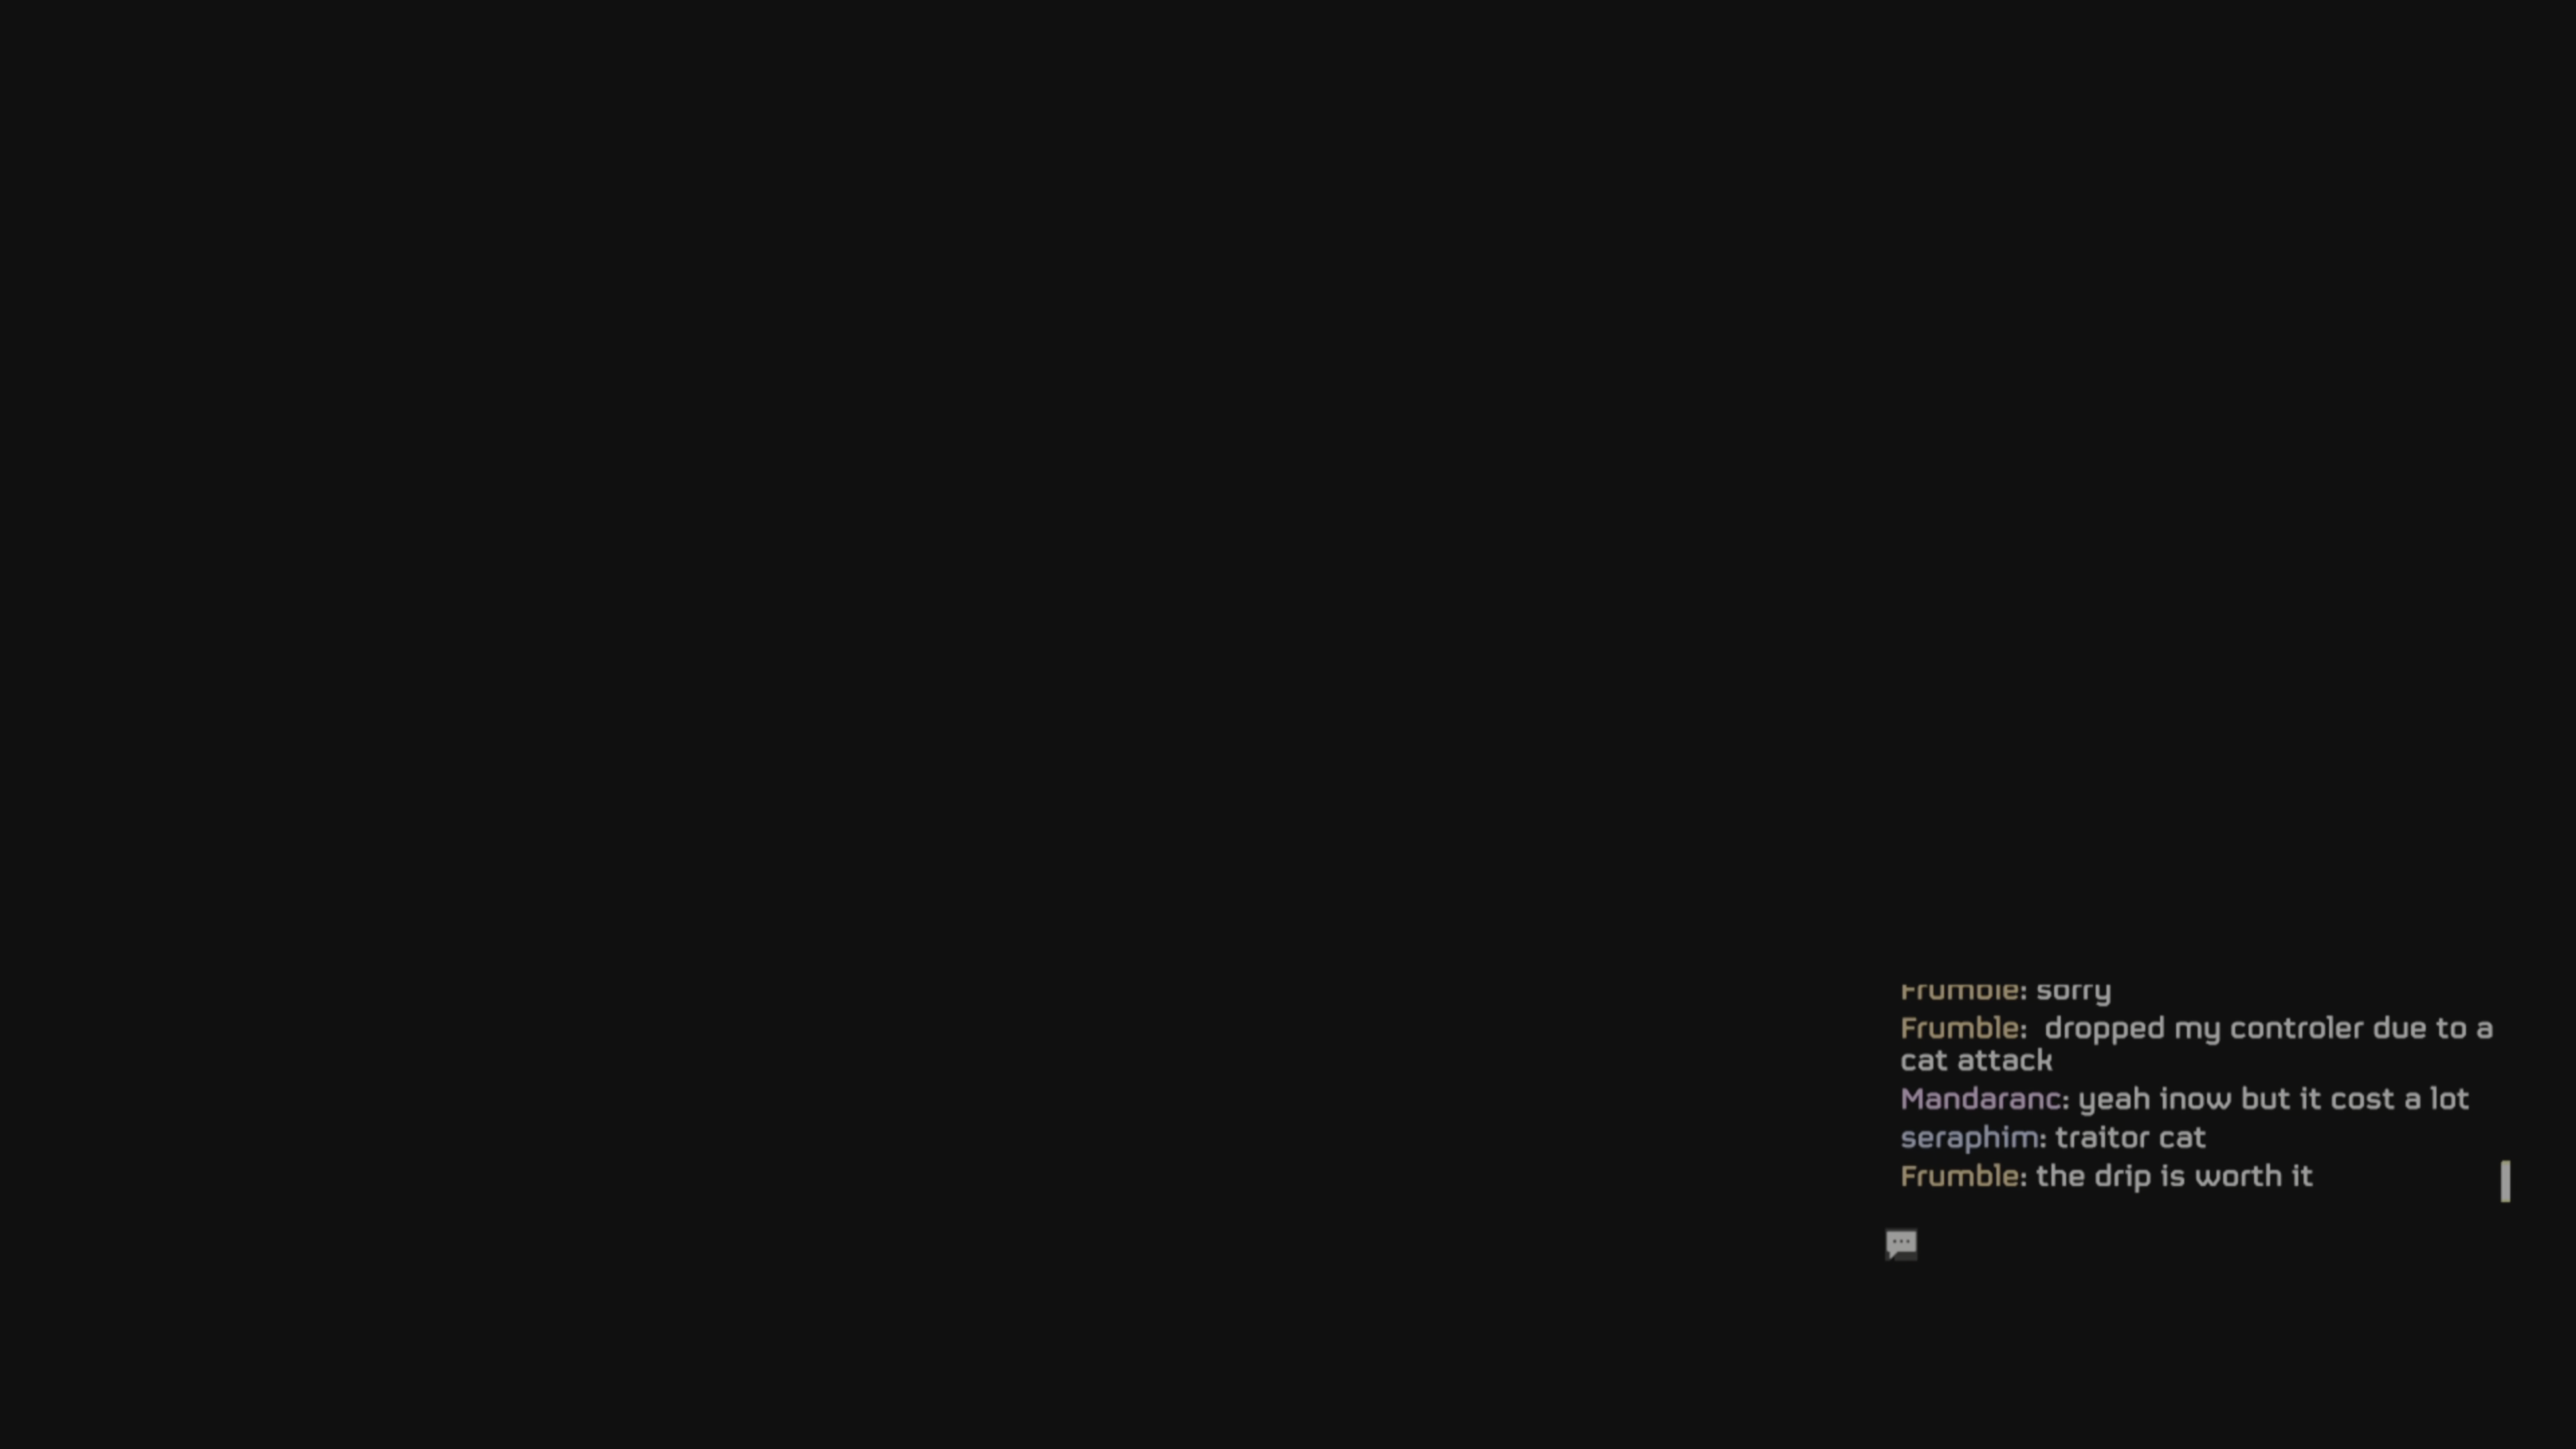 Frumble: sorry
Frumble:  dropped my controler due to a
cat attack
Mandaranc: yeah inow but it cost a lot
seraphim: traitor cat
Frumble: the drip is worth it